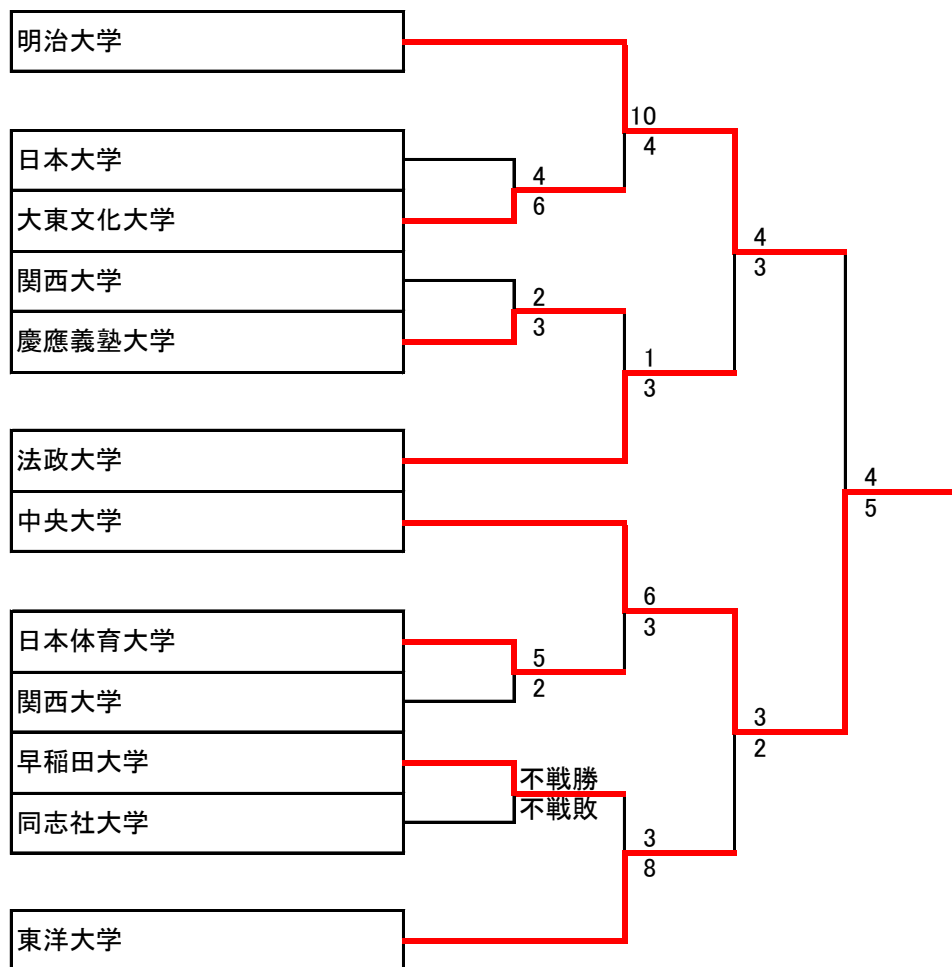 明治大学
10
4
日本大学
4
大東文化大学
6
4
3
関西大学
2
慶應義塾大学
3
1
3
法政大学
4
5
中央大学
6
3
日本体育大学
5
関西大学
2
3
2
早稲田大学
不戦勝
同志社大学
不戦敗
3
8
東洋大学